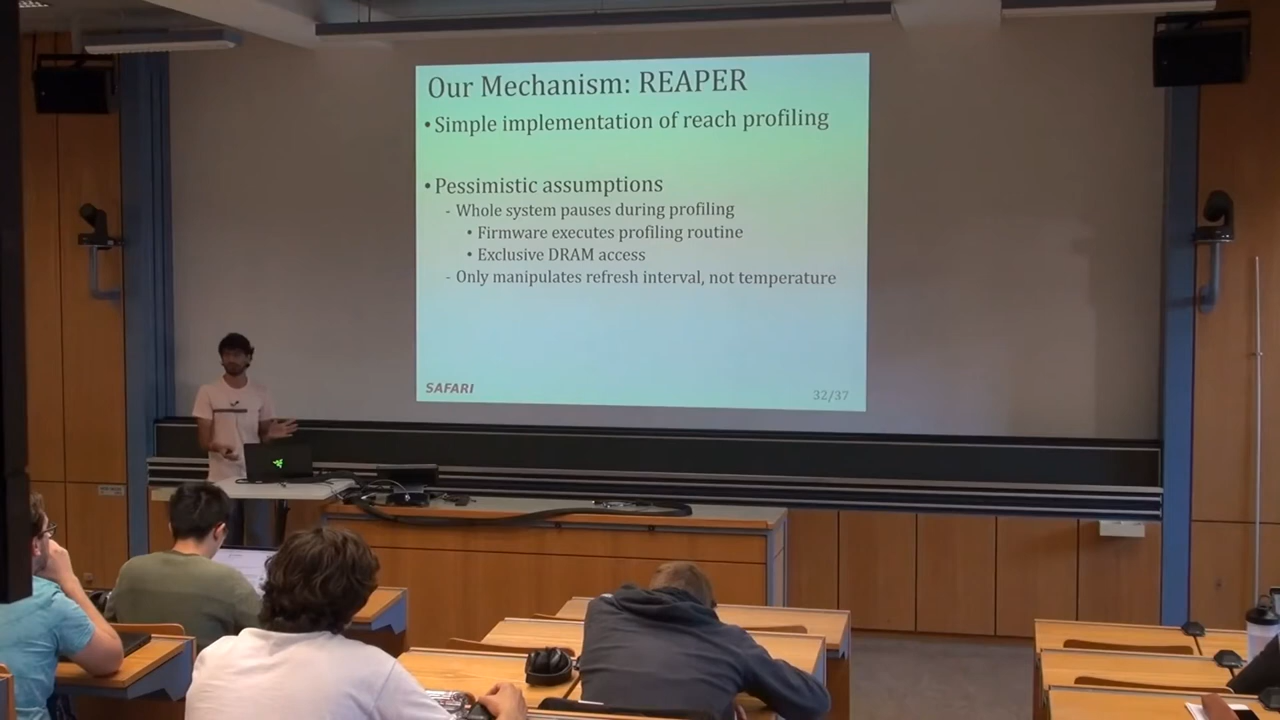 Our Mechanism: REAPER
• Simple implementation of reach profiling
• Pessimistic assumptions
- Whole system pauses during profiling
• Firmware executes profiling routine
• Exclusive DRAM access
- Only manipulates refresh interval, not temperature
SAFARI
32/37